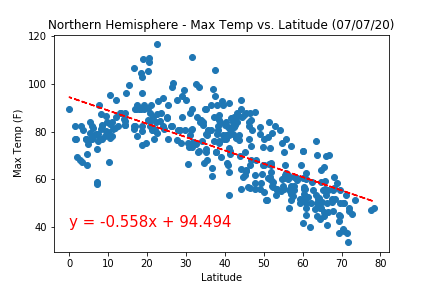 Northern Hemisphere - Max Temp vs. Latitude (07/07/20)
120
100
80
60
40
Max Temp (F)
y = -0.558x + 94.494
0 10 20 30 40 50 60 70 80
Latitude